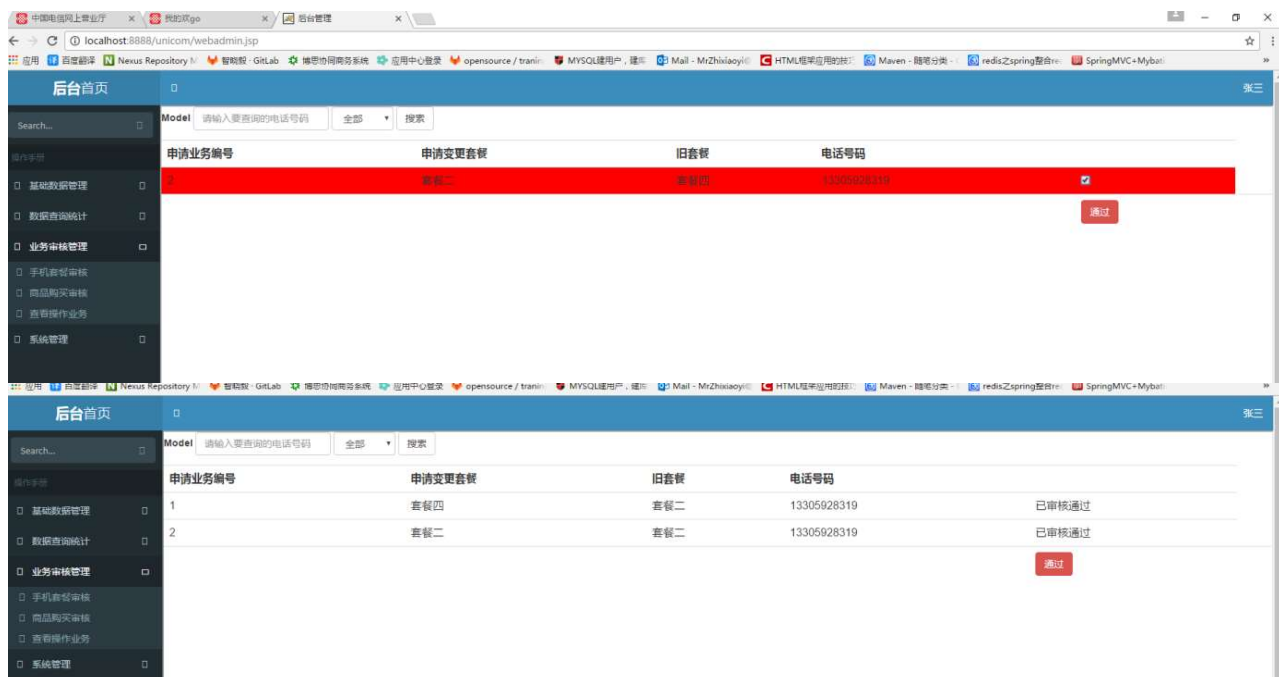 中国电信网上营业厅 我的双go 后台管理
localhost:8888/unicom/webadmin.jsp
应用 百度翻译 Nexus Repository M 智晓毅 · GitLab 博思协同商务系统 应用中心登录 opensource / tranin MYSQL建用户,建库 Mail - MrZhixiaoyi@ HTML框架应用的技巧 Maven - 随笔分类 - redis之spring整合re SpringMVC+Mybati »
后台首页 张三
Search... Model 请输入要查询的电话号码 全部 搜索
操作手册 申请业务编号 申请变更套餐 旧套餐 电话号码
基础数据管理 2 套餐二 套餐四 13305928319
数据查询统计 通过
业务审核管理
手机套餐审核
商品购买审核
查看操作业务
系统管理
应用 百度翻译 Nexus Repository M GitLab 博思协同商务系统 应用中心登录 opensource / tranin MYSQL建用户,建库 Mail - MrZhixiaoyi@ HTML框架应用的技巧 Maven - 随笔分类 - redis之spring整合re SpringMVC+Mybati »
后台首页 张三
Search... Model 请输入要查询的电话号码 全部 搜索
操作手册 申请业务编号 申请变更套餐 旧套餐 电话号码
基础数据管理 1 套餐四 套餐二 13305928319 已审核通过
数据查询统计 2 套餐二 套餐二 13305928319 已审核通过
业务审核管理 通过
手机套餐审核
商品购买审核
查看操作业务
系统管理